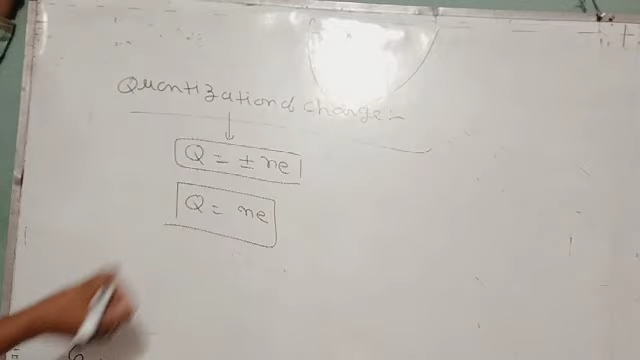 Quantization of charge:-
Q = ± ne
Q = ne